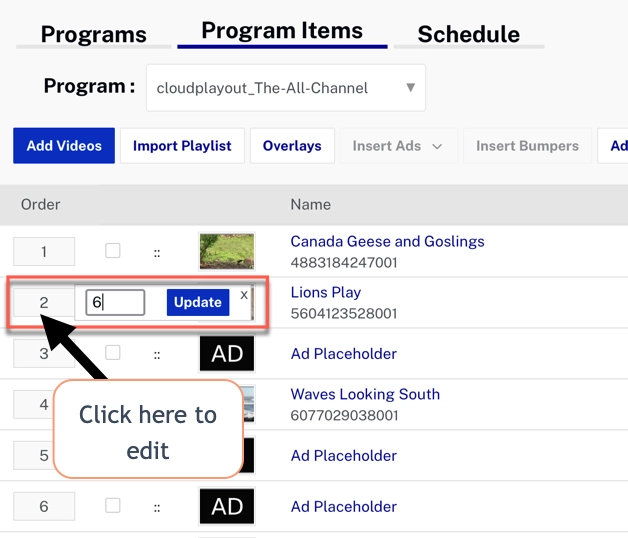 Programs Program Items Schedule
Program : cloudplayout_The-All-Channel
Add Videos Import Playlist Overlays Insert Ads Insert Bumpers Ad
Order Name
1 :: Canada Geese and Goslings
4883184247001
2 6 Update x Lions Play
5604123528001
3 :: AD Ad Placeholder
4 Waves Looking South
6077029038001
Click here to
edit
5 Ad Placeholder
6 :: AD Ad Placeholder